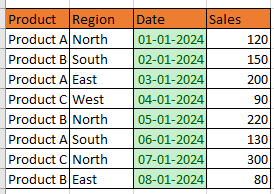 Product Region Date Sales
Product A North 01-01-2024 120
Product B South 02-01-2024 150
Product A East 03-01-2024 200
Product C West 04-01-2024 90
Product B North 05-01-2024 220
Product A South 06-01-2024 130
Product C North 07-01-2024 300
Product B East 08-01-2024 80